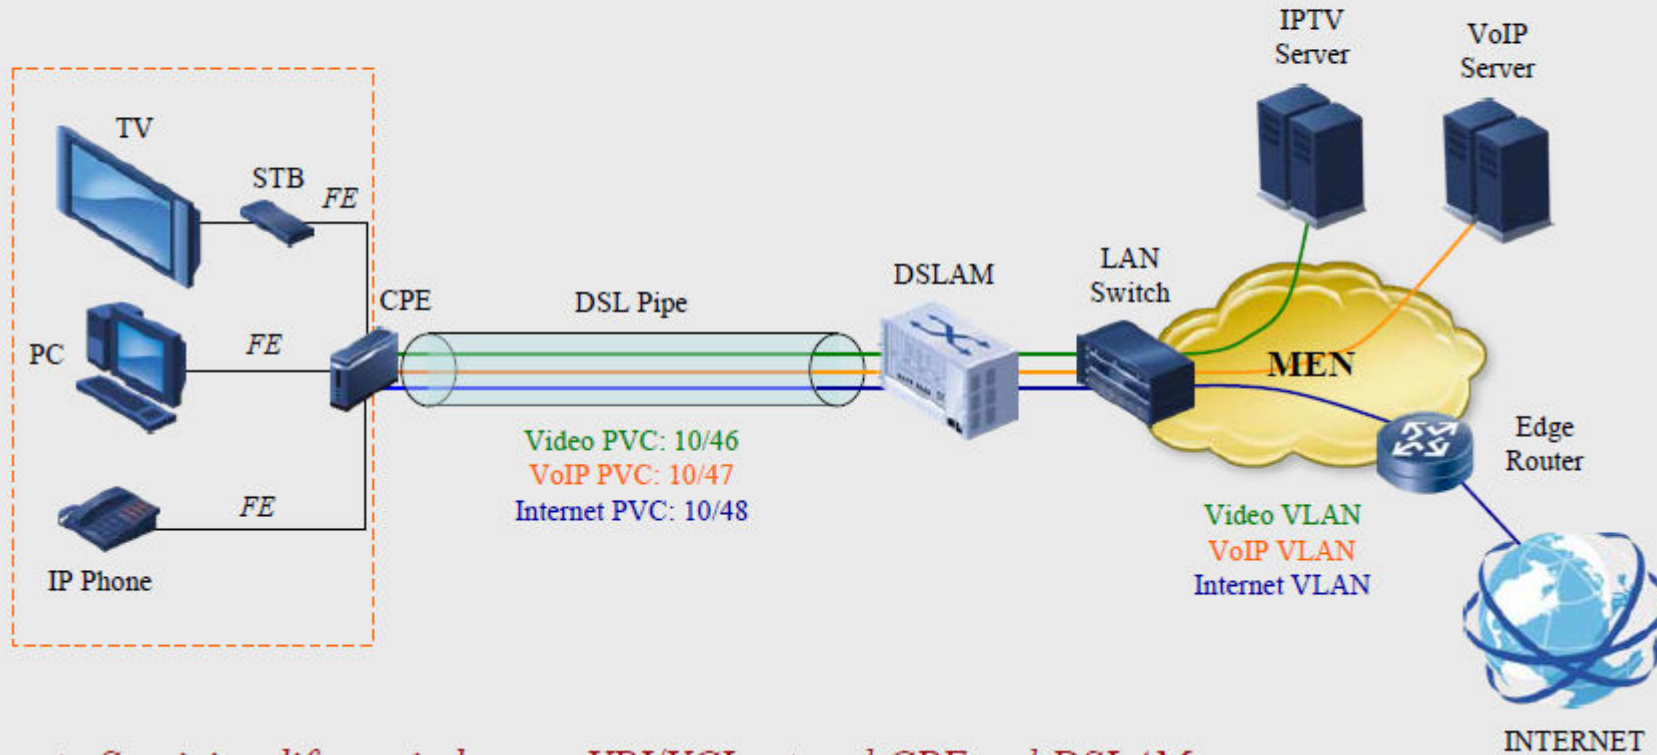 IPTV
Server
VoIP
Server
TV
STB
FE
CPE
DSL Pipe
DSLAM
LAN
Switch
PC
FE
MEN
Video PVC: 10/46
VoIP PVC: 10/47
Internet PVC: 10/48
Edge
Router
FE
IP Phone
Video VLAN
VoIP VLAN
Internet VLAN
INTERNET
CPE
DSLAM